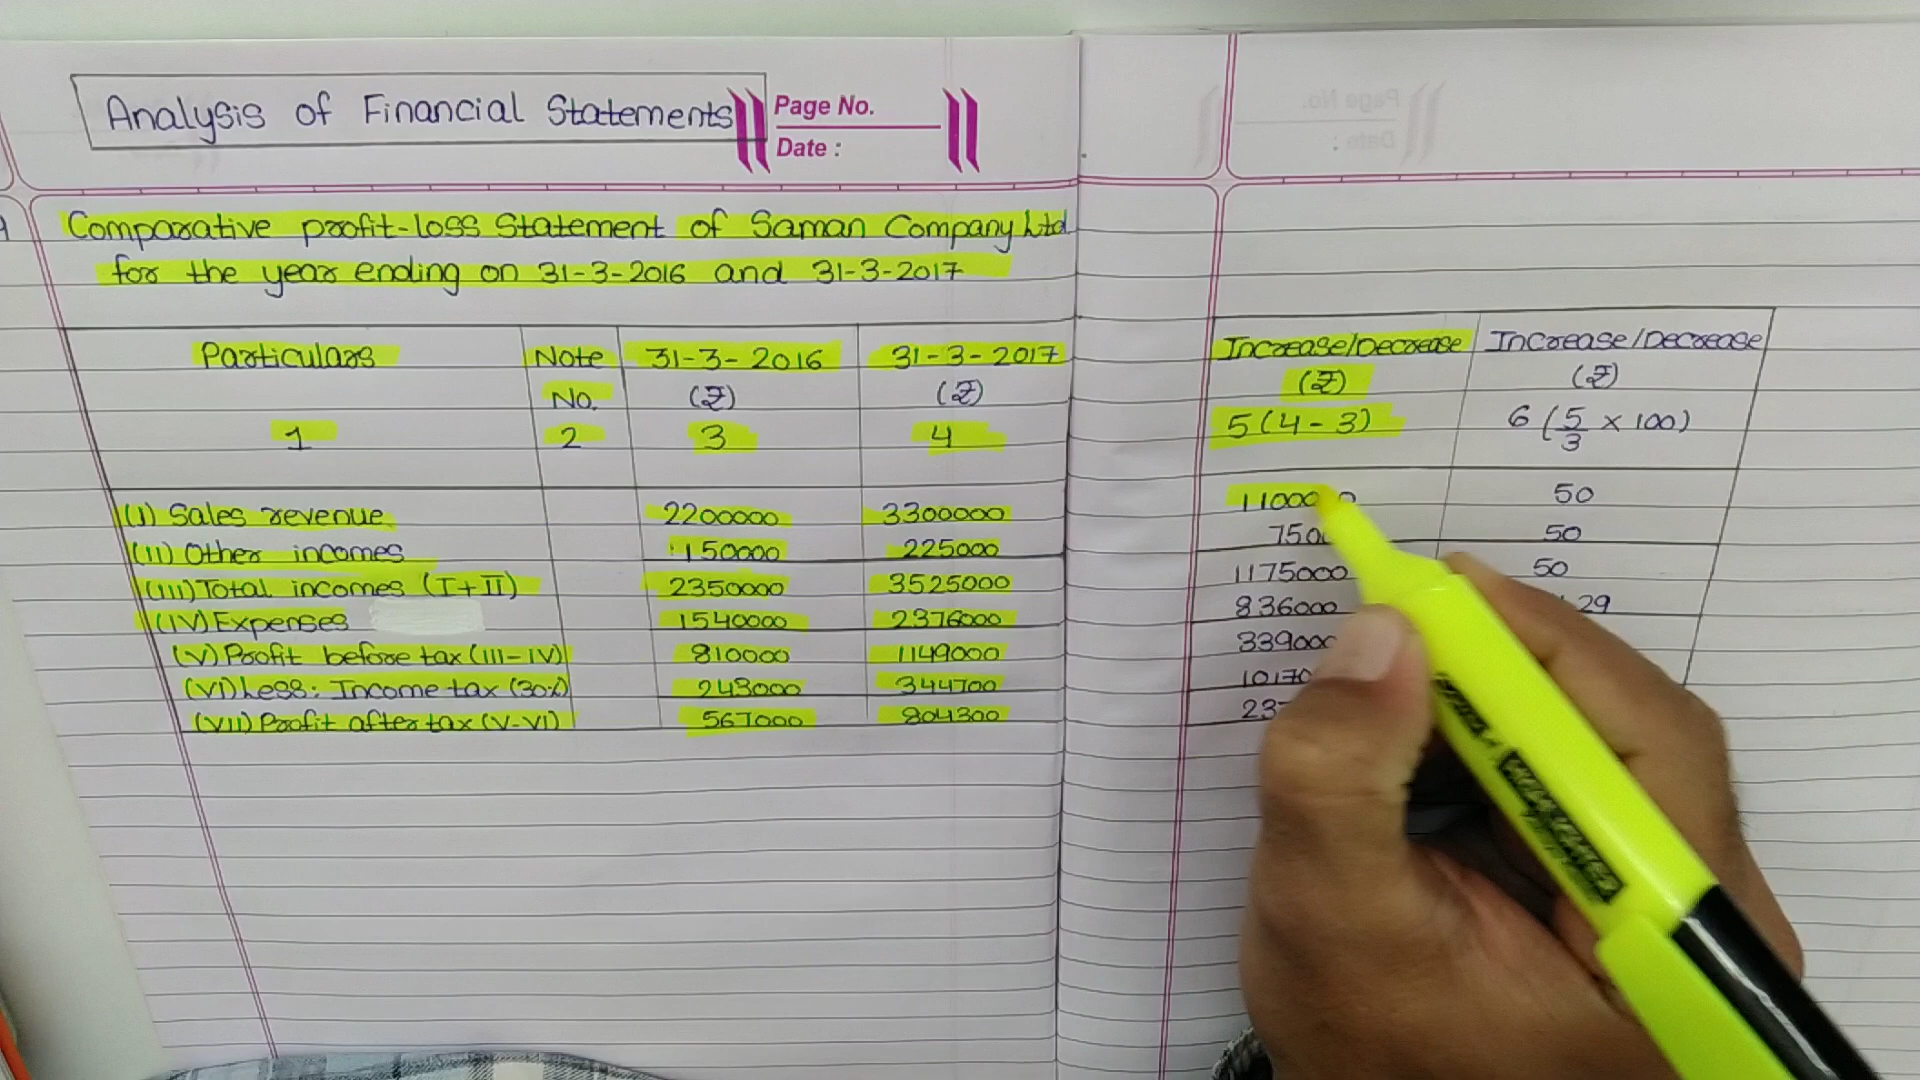 Analysis of Financial Statements
Page No.
Date :
Comparative profit-loss Statement of Saman Company Ltd
for the year ending on 31-3-2016 and 31-3-2017
Particulars Note 31-3-2016 31-3-2017 Increase/Decrease Increase/Decrease
No. (₹) (₹) (₹) (₹)
1 2 3 4 5(4-3) 6(5/3 × 100)
(I) Sales revenue 2200000 3300000 50
(II) Other incomes 150000 225000 50
(III) Total incomes (I+II) 2350000 3525000 1175000 50
(IV) Expenses 1540000 2376000 836000
(V) Profit before tax (III-IV) 810000 1149000
(VI) Less: Income tax (30%) 243000 344700
(VII) Profit after tax (V-VI) 567000 804300